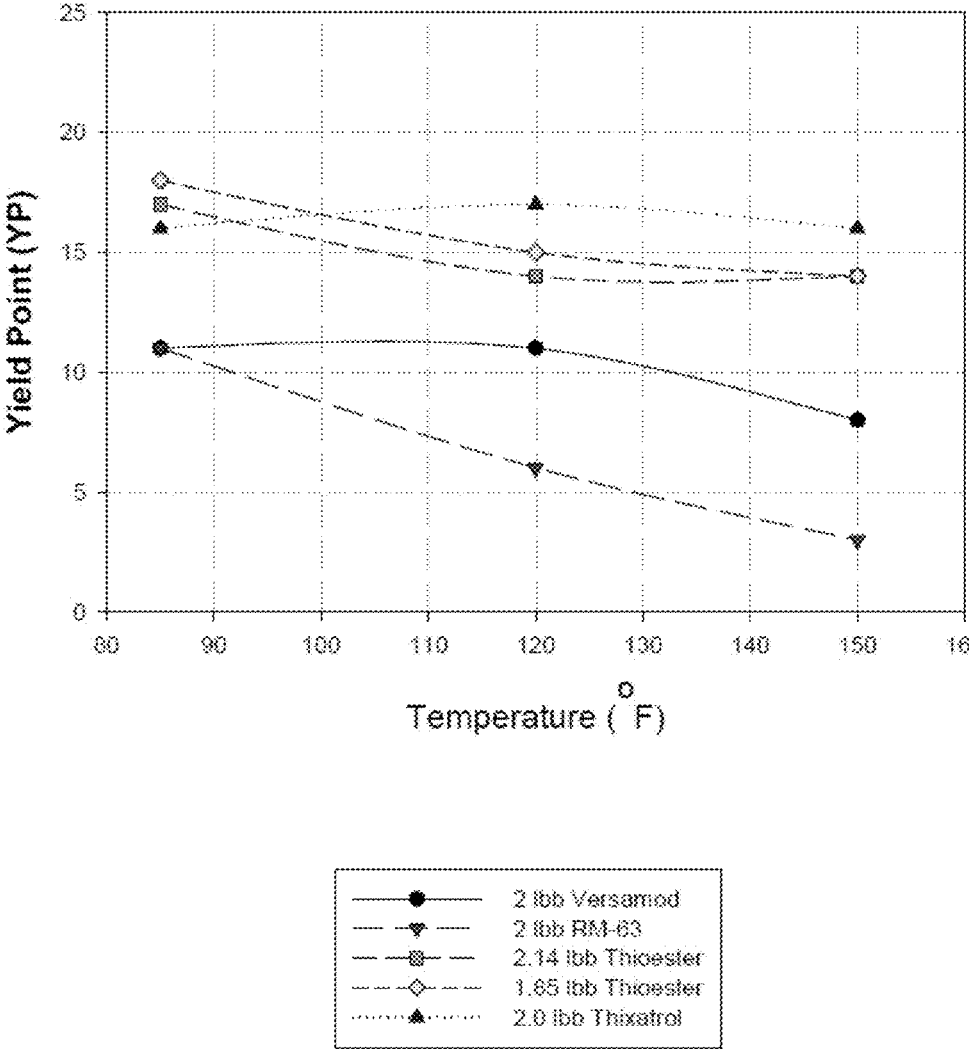 25
20
15
10
5
0
Yield Point (YP)
80 90 100 110 120 130 140 150 16
Temperature (°F)
2 lbb Versamod
2 lbb RM-63
2.14 lbb Thioester
1.65 lbb Thioester
2.0 lbb Thixatrol